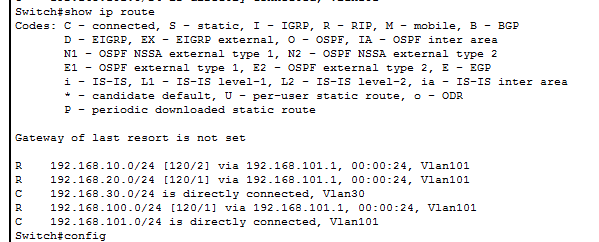 Switch#show ip route
Codes: C - connected, S - static, I - IGRP, R - RIP, M - mobile, B - BGP
       D - EIGRP, EX - EIGRP external, O - OSPF, IA - OSPF inter area
       N1 - OSPF NSSA external type 1, N2 - OSPF NSSA external type 2
       E1 - OSPF external type 1, E2 - OSPF external type 2, E - EGP
       i - IS-IS, L1 - IS-IS level-1, L2 - IS-IS level-2, ia - IS-IS inter area
       * - candidate default, U - per-user static route, o - ODR
       P - periodic downloaded static route
Gateway of last resort is not set
R    192.168.10.0/24 [120/2] via 192.168.101.1, 00:00:24, Vlan101
R    192.168.20.0/24 [120/1] via 192.168.101.1, 00:00:24, Vlan101
C    192.168.30.0/24 is directly connected, Vlan30
R    192.168.100.0/24 [120/1] via 192.168.101.1, 00:00:24, Vlan101
C    192.168.101.0/24 is directly connected, Vlan101
Switch#config